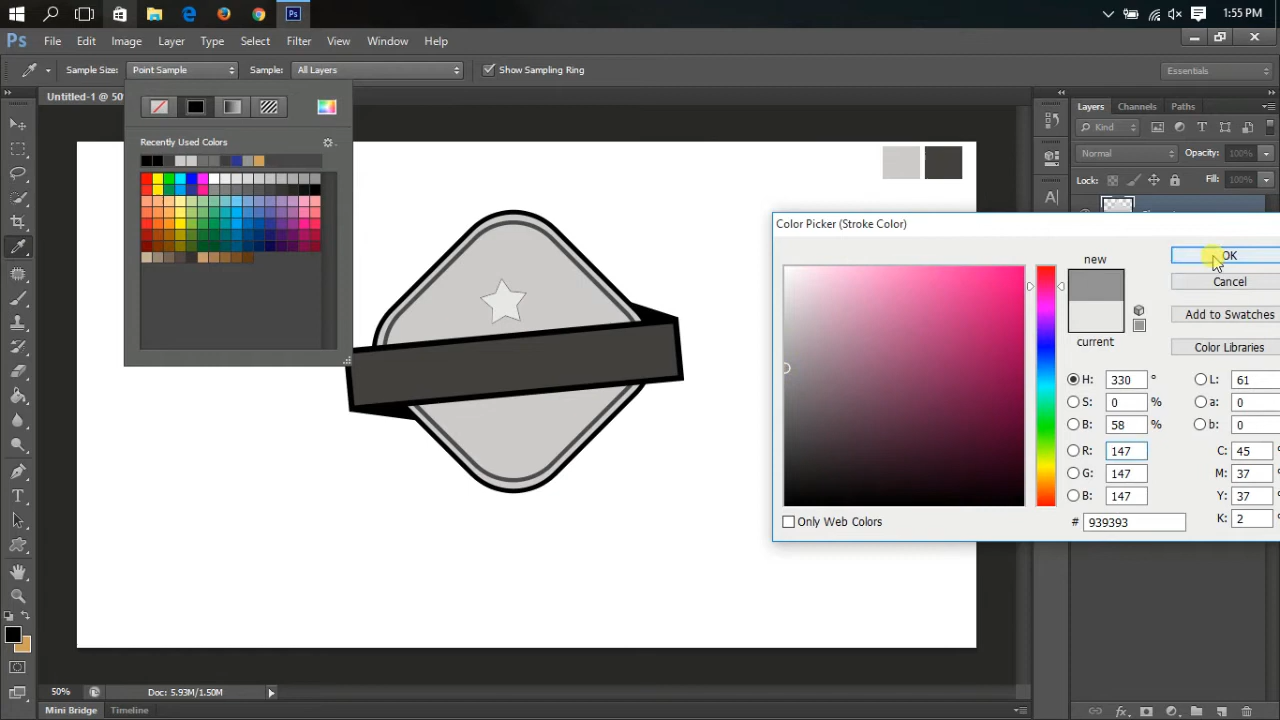 1:55 PM
Ps File Edit Image Layer Type Select Filter View Window Help
Sample Size: Point Sample Sample: All Layers Show Sampling Ring Essentials
Untitled-1 @ 50
Layers Channels Paths
Kind
Recently Used Colors
Normal Opacity: 100%
Lock: Fill: 100%
Color Picker (Stroke Color)
new OK
Cancel
Add to Swatches
current Color Libraries
H: 330 ° L: 61
S: 0 % a: 0
B: 58 % b: 0
R: 147 C: 45
G: 147 M: 37
B: 147 Y: 37
# 939393 K: 2
Only Web Colors
50% Doc: 5.93M/1.50M
Mini Bridge Timeline